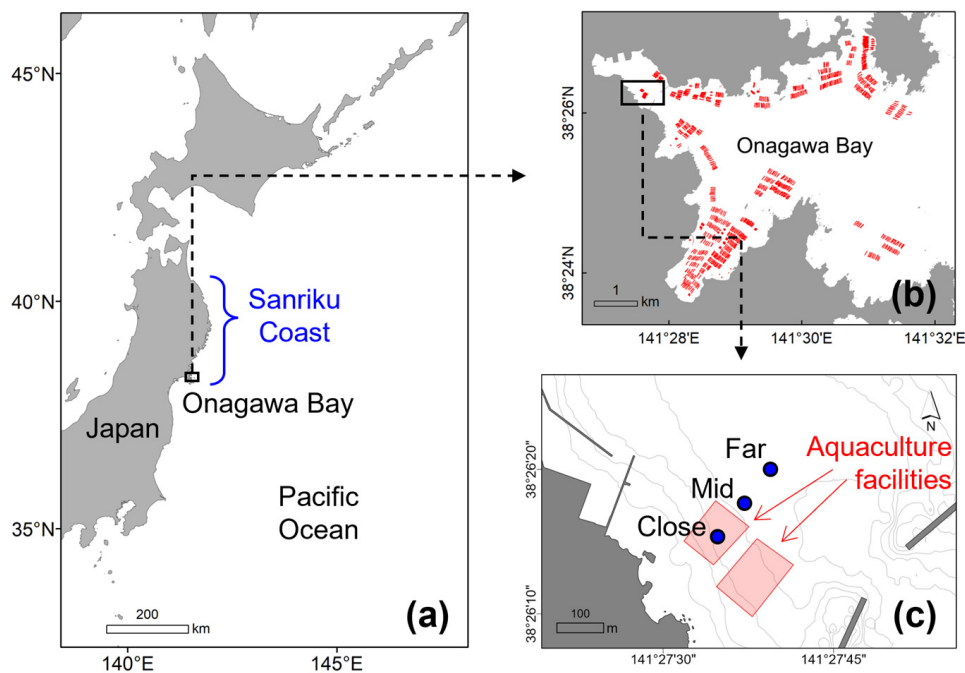 45°N
40°N
35°N
140°E
145°E
Sanriku
Coast
Onagawa Bay
Japan
Pacific
Ocean
200
km
(a)
38°26'N
38°24'N
Onagawa Bay
1
km
(b)
141°28'E
141°30'E
141°32'E
38°26'20"
38°26'10"
N
Far
Aquaculture
facilities
Mid
Close
100
m
(c)
141°27'30"
141°27'45"